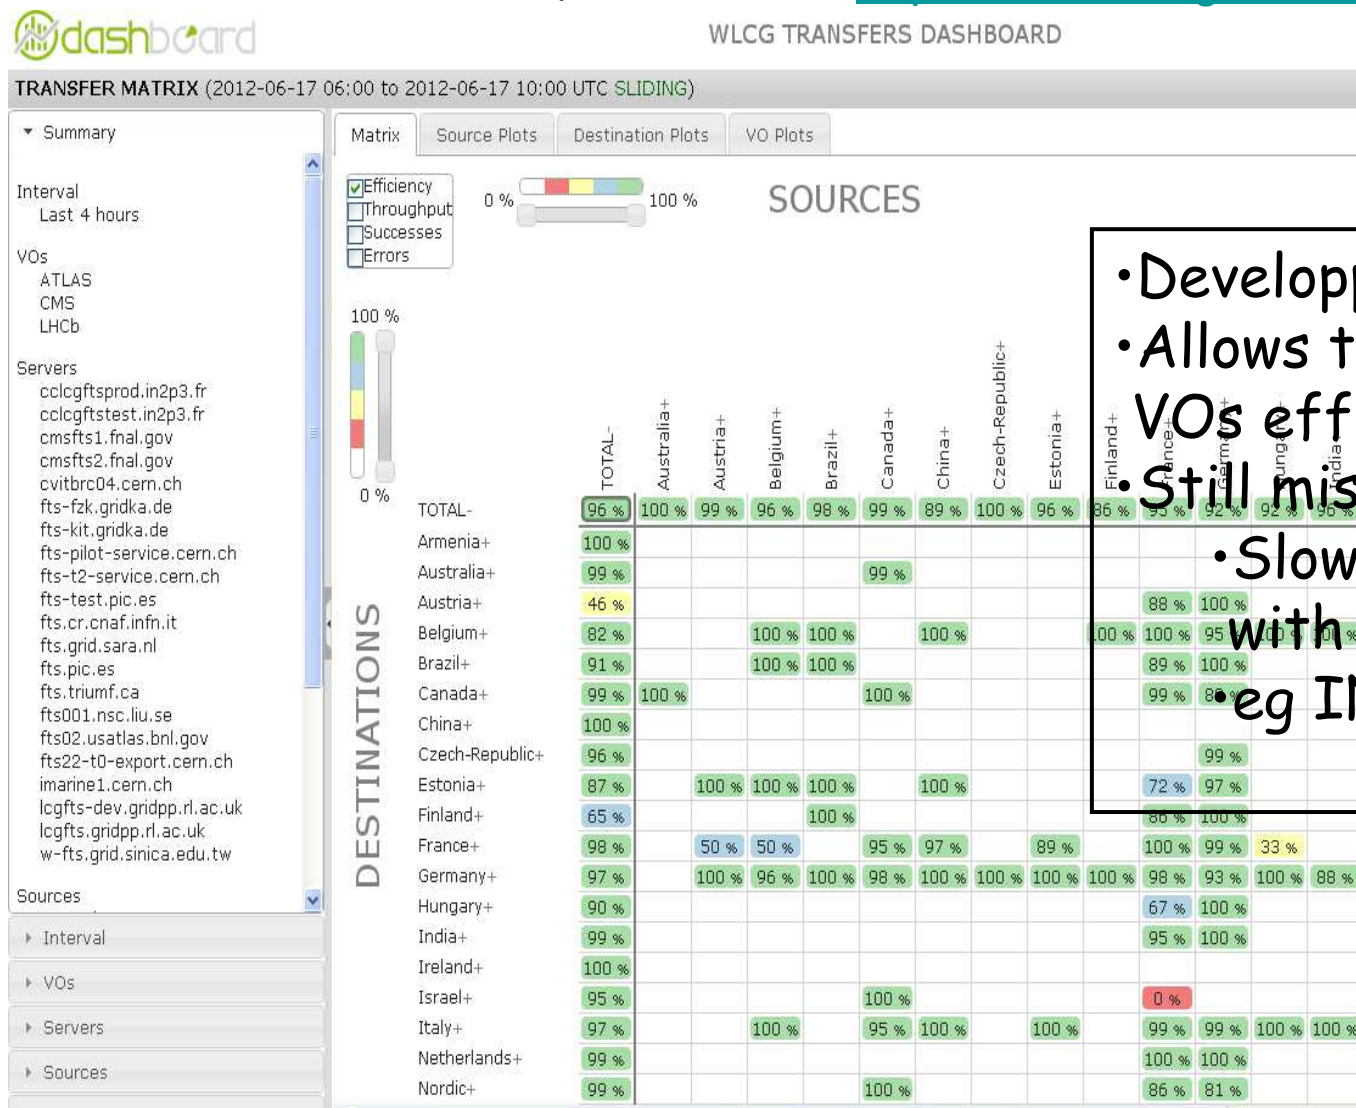 dashboard
WLCG TRANSFERS DASHBOARD
TRANSFER MATRIX (2012-06-17 06:00 to 2012-06-17 10:00 UTC SLIDING)
Summary
Interval
Last 4 hours
VOs
ATLAS
CMS
LHCb
Servers
cclcgftsprod.in2p3.fr
cclcgftstest.in2p3.fr
cmsfts1.fnal.gov
cmsfts2.fnal.gov
cvitbrc04.cern.ch
fts-fzk.gridka.de
fts-kit.gridka.de
fts-pilot-service.cern.ch
fts-t2-service.cern.ch
fts-test.pic.es
fts.cr.cnaf.infn.it
fts.grid.sara.nl
fts.pic.es
fts.triumf.ca
fts001.nsc.liu.se
fts02.usatlas.bnl.gov
fts22-t0-export.cern.ch
imarine1.cern.ch
lcgfts-dev.gridpp.rl.ac.uk
lcgfts.gridpp.rl.ac.uk
w-fts.grid.sinica.edu.tw
Sources
Interval
VOs
Servers
Sources
Matrix Source Plots Destination Plots VO Plots
Efficiency
Throughput
Successes
Errors
0 % 100 %
SOURCES
100 %
0 %
DESTINATIONS
TOTAL- Australia+ Austria+ Belgium+ Brazil+ Canada+ China+ Czech-Republic+ Estonia+ Finland+ France+ Germany+ Hungary+ India+
TOTAL- 96 % 100 % 99 % 96 % 98 % 99 % 89 % 100 % 96 % 86 % 95 % 92 % 92 % 96 %
Armenia+ 100 %
Australia+ 99 % 99 %
Austria+ 46 % 88 % 100 %
Belgium+ 82 % 100 % 100 % 100 % 100 % 100 % 95 100 % 100 %
Brazil+ 91 % 100 % 100 % 89 % 100 %
Canada+ 99 % 100 % 100 % 99 %
China+ 100 %
Czech-Republic+ 96 % 99 %
Estonia+ 87 % 100 % 100 % 100 % 100 % 72 % 97 %
Finland+ 65 % 100 % 86 % 100 %
France+ 98 % 50 % 50 % 95 % 97 % 89 % 100 % 99 % 33 %
Germany+ 97 % 100 % 96 % 100 % 98 % 100 % 100 % 100 % 100 % 98 % 93 % 100 % 88 %
Hungary+ 90 % 67 % 100 %
India+ 99 % 95 % 100 %
Ireland+ 100 %
Israel+ 95 % 100 % 0 %
Italy+ 97 % 100 % 95 % 100 % 100 % 99 % 99 % 100 % 100 %
Netherlands+ 99 % 100 % 100 %
Nordic+ 99 % 100 % 86 % 81 %
•Develop
•Allows t
VOs eff
•Still mis
•Slow
with
•eg I